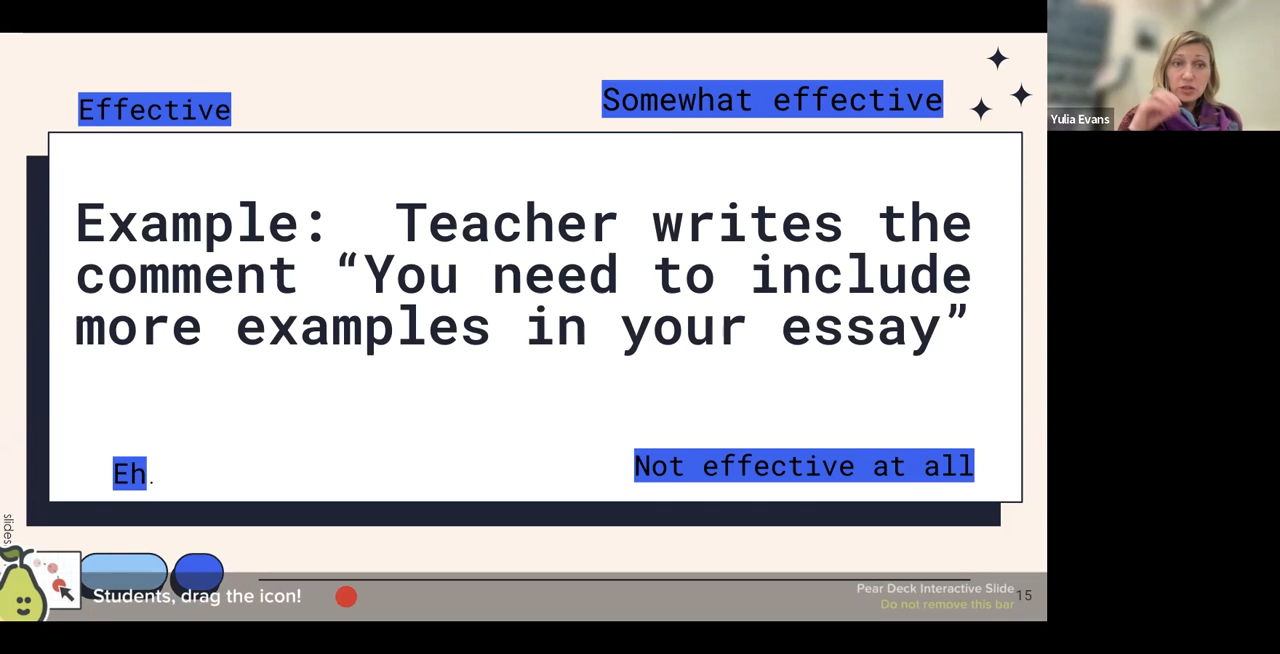 Effective
Somewhat effective
Yulia Evans
Example:  Teacher writes the
comment “You need to include
more examples in your essay”
Eh.
Not effective at all
slides
Students, drag the icon!
Pear Deck Interactive Slide
Do not remove this bar
15